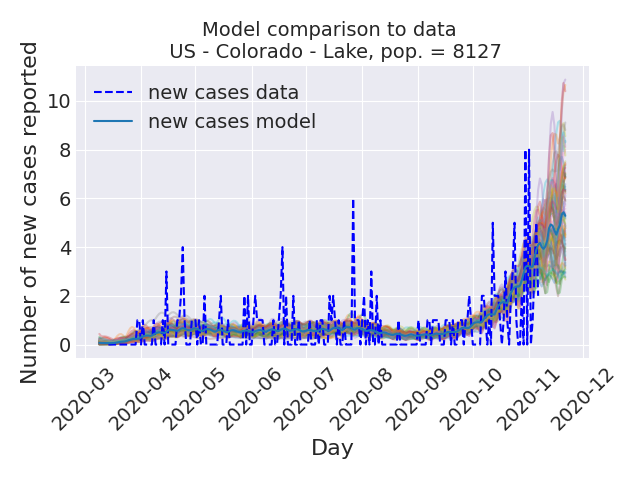 Model comparison to data
US - Colorado - Lake, pop. = 8127
Number of new cases reported
10
8
6
4
2
0
new cases data
new cases model
2020-03
2020-04
2020-05
2020-06
2020-07
2020-08
2020-09
2020-10
2020-11
2020-12
Day